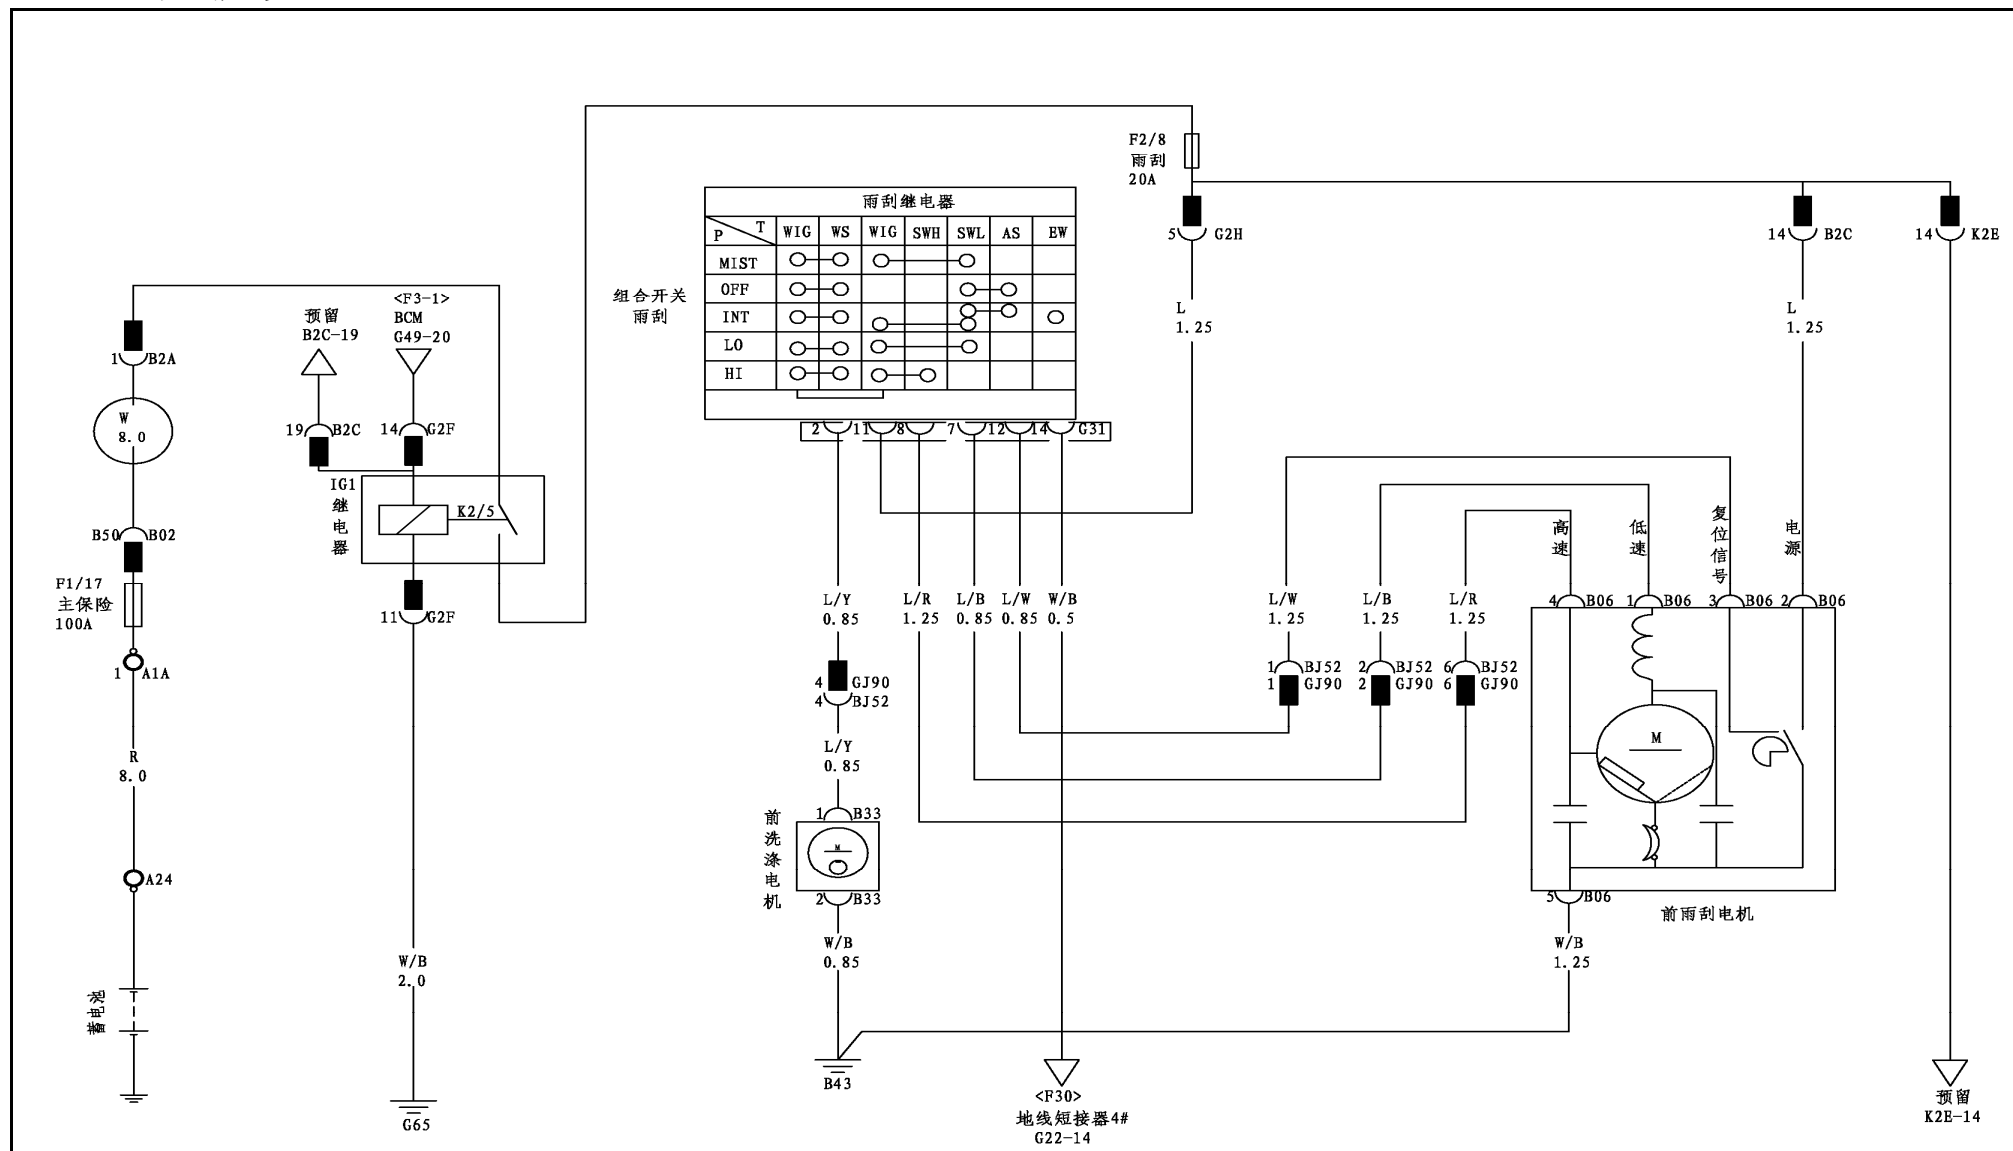 F2/8
雨刮
20A
5 G2H
14 B2C
14 K2E
L
1.25
L
1.25
雨刮继电器
P T WIG WS WIG SWH SWL AS EW
MIST
OFF
INT
LO
HI
组合开关
雨刮
2 11 8 7 12 14 G31
1 B2A
W
8.0
B50 B02
F1/17
主保险
100A
1 A1A
R
8.0
A24
蓄电池
预留
B2C-19
<F3-1>
BCM
G49-20
19 B2C
14 G2F
IG1
继电器
K2/5
11 G2F
W/B
2.0
G65
L/Y
0.85
L/R
1.25
L/B
0.85
L/W
0.85
W/B
0.5
4 GJ90
4 BJ52
L/Y
0.85
前洗涤电机
1 B33
M
2 B33
W/B
0.85
B43
<F30>
地线短接器4#
G22-14
L/W
1.25
L/B
1.25
L/R
1.25
1 BJ52
1 GJ90
2 BJ52
2 GJ90
6 BJ52
6 GJ90
高速
低速
复位信号
电源
4 B06
1 B06
3 B06
2 B06
M
5 B06
前雨刮电机
W/B
1.25
预留
K2E-14